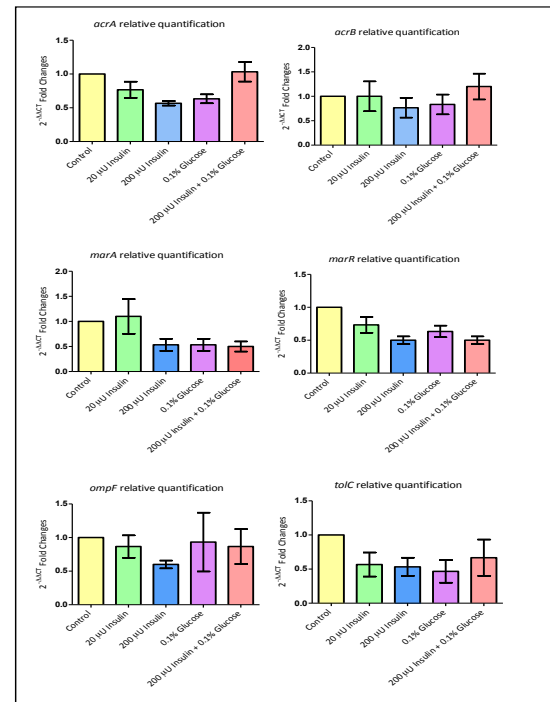 acrA relative quantification
2^-ΔΔCT Fold Changes
1.5
1.0
0.5
0.0
Control
20 µU Insulin
200 µU Insulin
0.1% Glucose
200 µU Insulin + 0.1% Glucose
acrB relative quantification
2^-ΔΔCT Fold Changes
2.0
1.5
1.0
0.5
0.0
Control
20 µU Insulin
200 µU Insulin
0.1% Glucose
200 µU Insulin + 0.1% Glucose
marA relative quantification
2^-ΔΔCT Fold Changes
2.0
1.5
1.0
0.5
0.0
Control
20 µU Insulin
200 µU Insulin
0.1% Glucose
200 µU Insulin + 0.1% Glucose
marR relative quantification
2^-ΔΔCT Fold Changes
1.5
1.0
0.5
0.0
Control
20 µU Insulin
200 µU Insulin
0.1% Glucose
200 µU Insulin + 0.1% Glucose
ompF relative quantification
2^-ΔΔCT Fold Changes
1.5
1.0
0.5
0.0
Control
20 µU Insulin
200 µU Insulin
0.1% Glucose
200 µU Insulin + 0.1% Glucose
tolC relative quantification
2^-ΔΔCT Fold Changes
1.5
1.0
0.5
0.0
Control
20 µU Insulin
200 µU Insulin
0.1% Glucose
200 µU Insulin + 0.1% Glucose